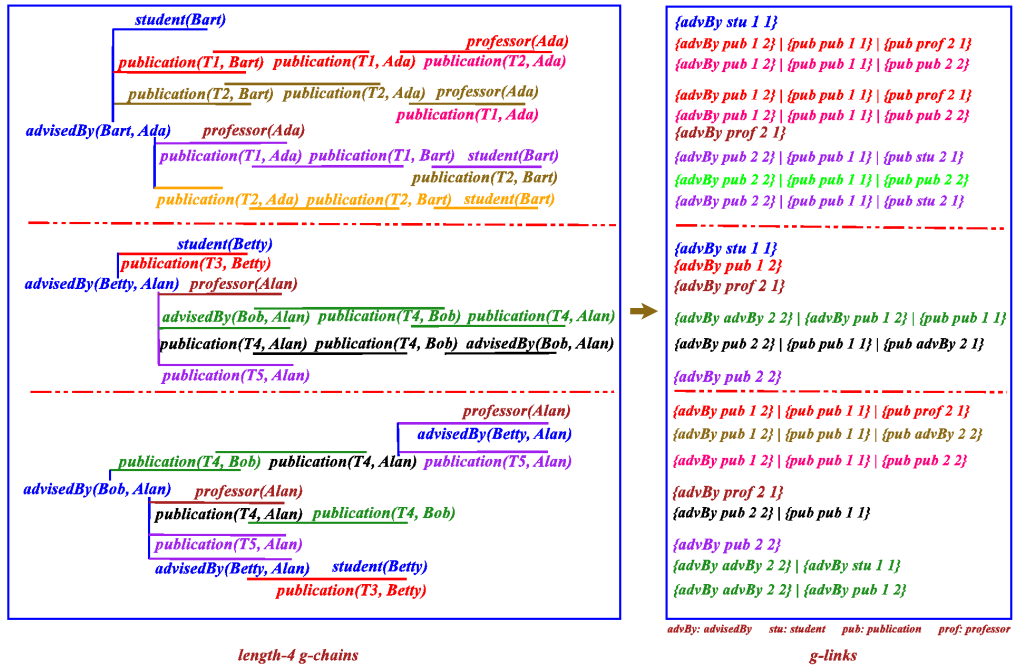 student(Bart)
professor(Ada)
publication(T1, Bart) publication(T1, Ada) publication(T2, Ada)
publication(T2, Bart) publication(T2, Ada) professor(Ada)
publication(T1, Ada)
advisedBy(Bart, Ada) professor(Ada)
publication(T1, Ada) publication(T1, Bart) student(Bart)
publication(T2, Bart)
publication(T2, Ada) publication(T2, Bart) student(Bart)
student(Betty)
publication(T3, Betty)
advisedBy(Betty, Alan) professor(Alan)
advisedBy(Bob, Alan) publication(T4, Bob) publication(T4, Alan)
publication(T4, Alan) publication(T4, Bob) advisedBy(Bob, Alan)
publication(T5, Alan)
professor(Alan)
advisedBy(Betty, Alan)
publication(T4, Bob) publication(T4, Alan) publication(T5, Alan)
advisedBy(Bob, Alan) professor(Alan)
publication(T4, Alan) publication(T4, Bob)
publication(T5, Alan)
advisedBy(Betty, Alan) student(Betty)
publication(T3, Betty)
length-4 g-chains
{advBy stu 1 1}
{advBy pub 1 2} | {pub pub 1 1} | {pub prof 2 1}
{advBy pub 1 2} | {pub pub 1 1} | {pub pub 2 2}
{advBy pub 1 2} | {pub pub 1 1} | {pub prof 2 1}
{advBy pub 1 2} | {pub pub 1 1} | {pub pub 2 2}
{advBy prof 2 1}
{advBy pub 2 2} | {pub pub 1 1} | {pub stu 2 1}
{advBy pub 2 2} | {pub pub 1 1} | {pub pub 2 2}
{advBy pub 2 2} | {pub pub 1 1} | {pub stu 2 1}
{advBy stu 1 1}
{advBy pub 1 2}
{advBy prof 2 1}
{advBy advBy 2 2} | {advBy pub 1 2} | {pub pub 1 1}
{advBy pub 2 2} | {pub pub 1 1} | {pub advBy 2 1}
{advBy pub 2 2}
{advBy pub 1 2} | {pub pub 1 1} | {pub prof 2 1}
{advBy pub 1 2} | {pub pub 1 1} | {pub advBy 2 2}
{advBy pub 1 2} | {pub pub 1 1} | {pub pub 2 2}
{advBy prof 2 1}
{advBy pub 2 2} | {pub pub 1 1}
{advBy pub 2 2}
{advBy advBy 2 2} | {advBy stu 1 1}
{advBy advBy 2 2} | {advBy pub 1 2}
advBy: advisedBy stu: student pub: publication prof: professor
g-links